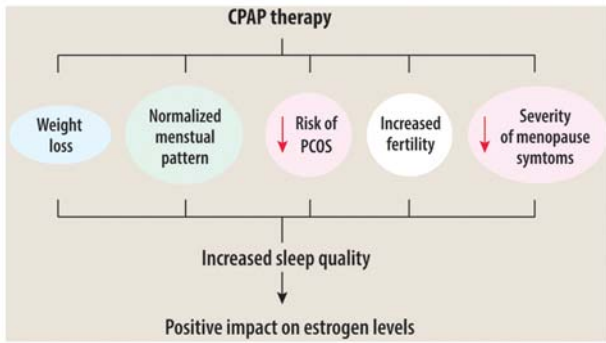 CPAP therapy
Weight
loss
Normalized
menstual
pattern
Risk of
PCOS
Increased
fertility
Severity
of menopause
symtoms
Increased sleep quality
Positive impact on estrogen levels